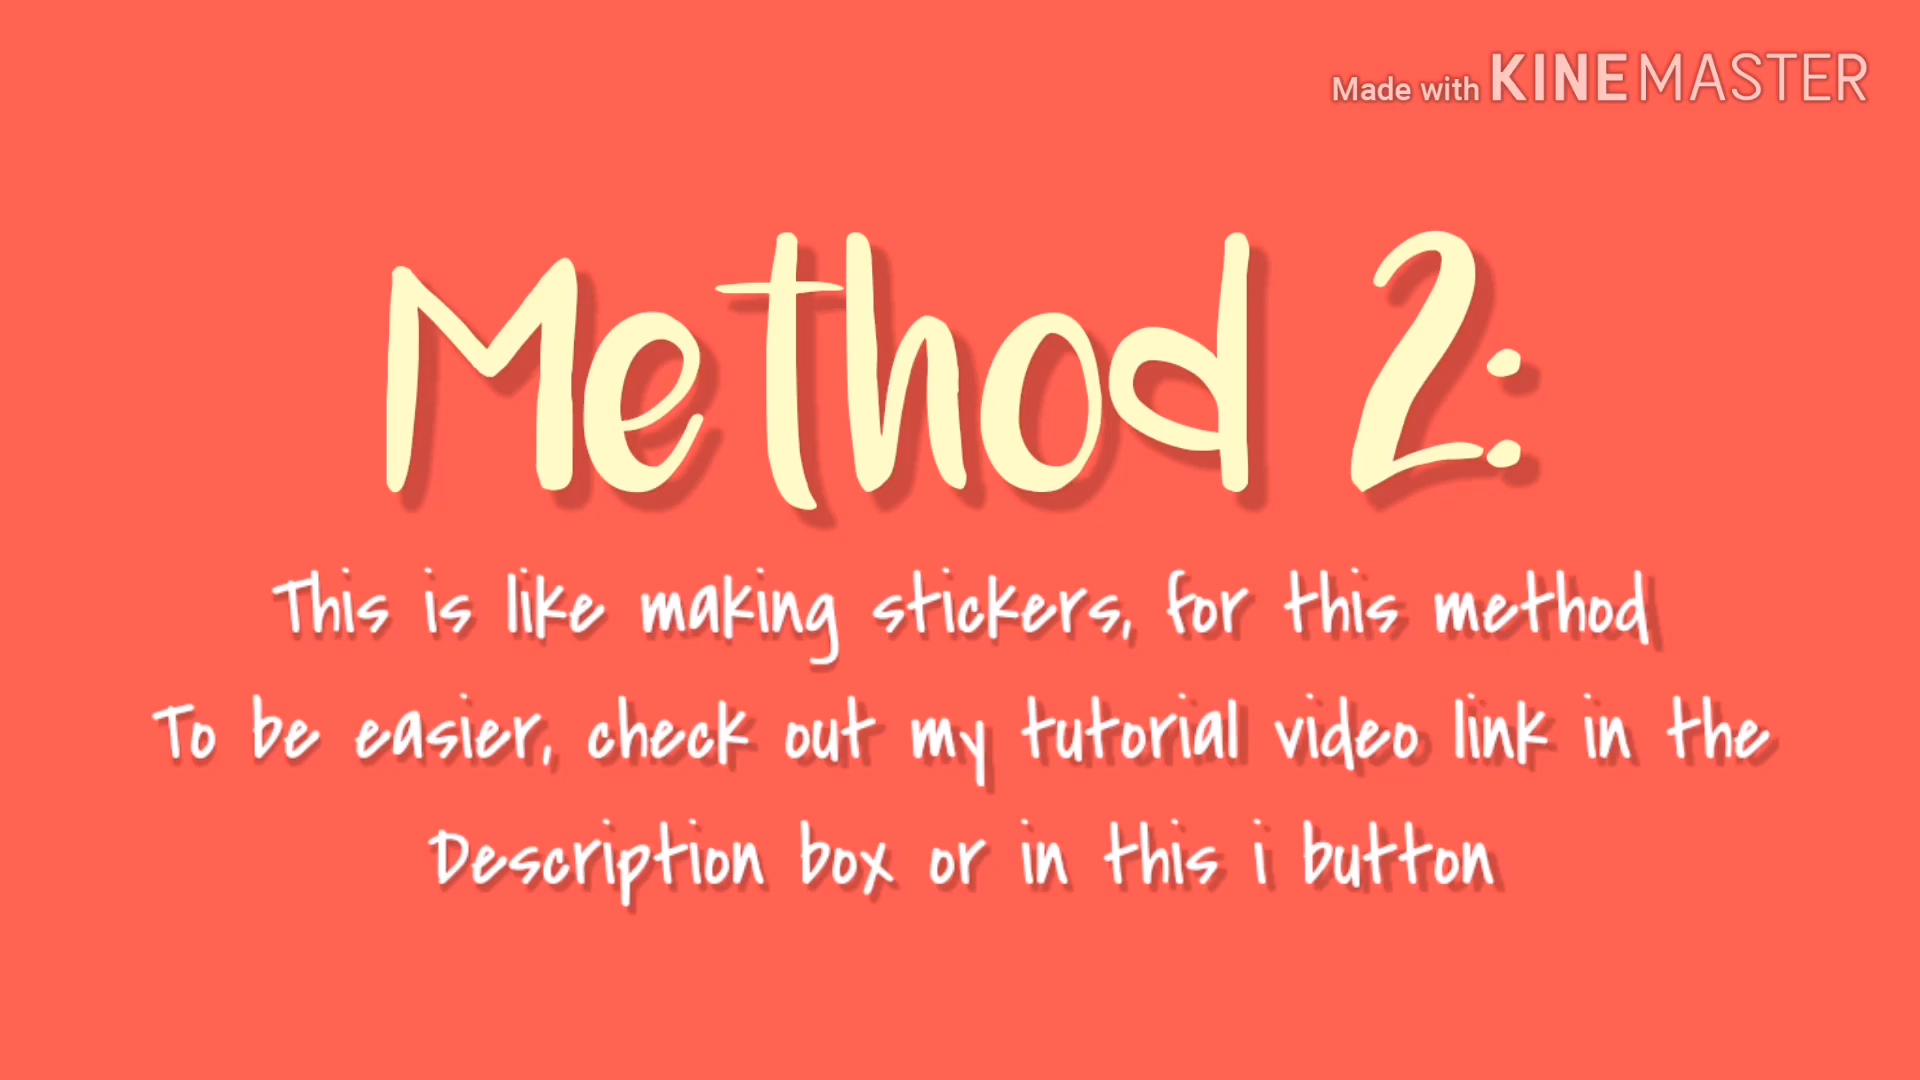 Made with KINEMASTER
Method 2:
This is like making stickers, for this method
To be easier, check out my tutorial video link in the
Description box or in this i button